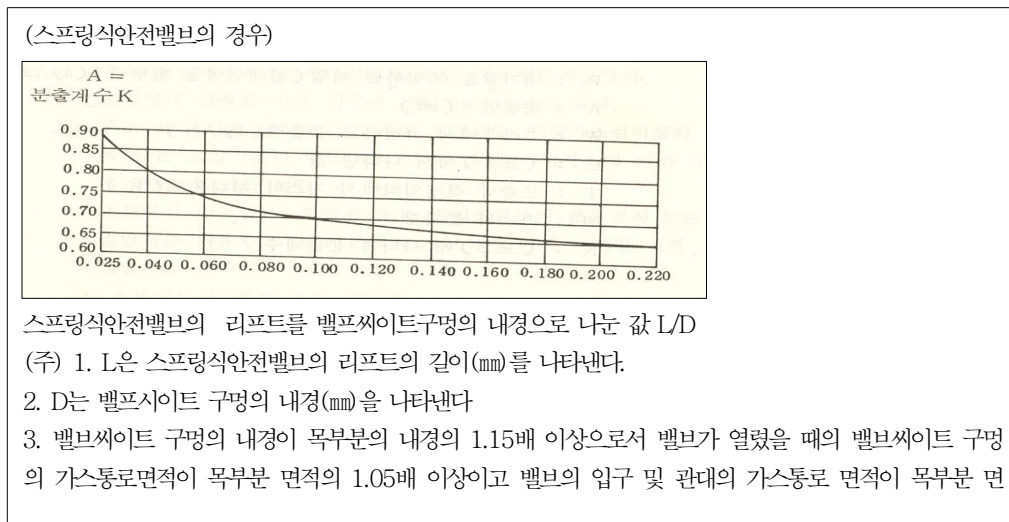 (스프링식안전밸브의 경우)
A =
분출계수 K
0.90
0.85
0.80
0.75
0.70
0.65
0.60
0.025 0.040 0.060 0.080 0.100 0.120 0.140 0.160 0.180 0.200 0.220
스프링식안전밸브의 리프트를 밸프씨이트구멍의 내경으로 나눈 값 L/D
(주) 1. L은 스프링식안전밸브의 리프트의 길이(㎜)를 나타낸다.
2. D는 밸프시이트 구멍의 내경(㎜)을 나타낸다
3. 밸브씨이트 구멍의 내경이 목부분의 내경의 1.15배 이상으로서 밸브가 열렸을 때의 밸브씨이트 구멍
의 가스통로면적이 목부분 면적의 1.05배 이상이고 밸브의 입구 및 관대의 가스통로 면적이 목부분 면